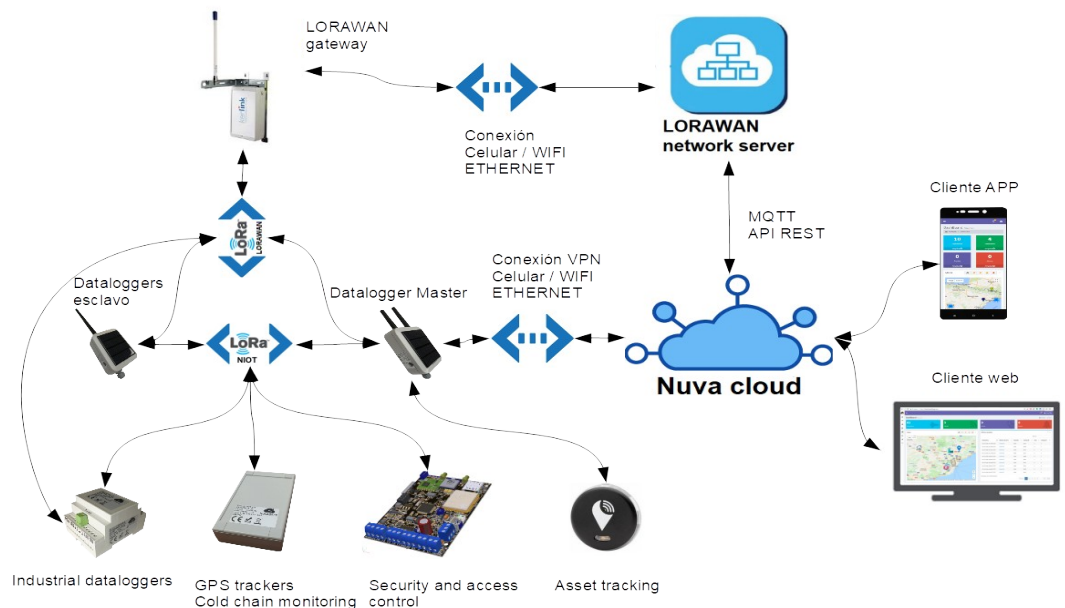 LORAWAN
gateway
kerlink
Conexión
Celular / WIFI
ETHERNET
LORAWAN
network server
MQTT
API REST
Cliente APP
LoRa
LORAWAN
Dataloggers
esclavo
LoRa
NIOT
Datalogger Master
Conexión VPN
Celular / WIFI
ETHERNET
Nuva cloud
Cliente web
Industrial dataloggers
GPS trackers
Cold chain monitoring
Security and access
control
Asset tracking